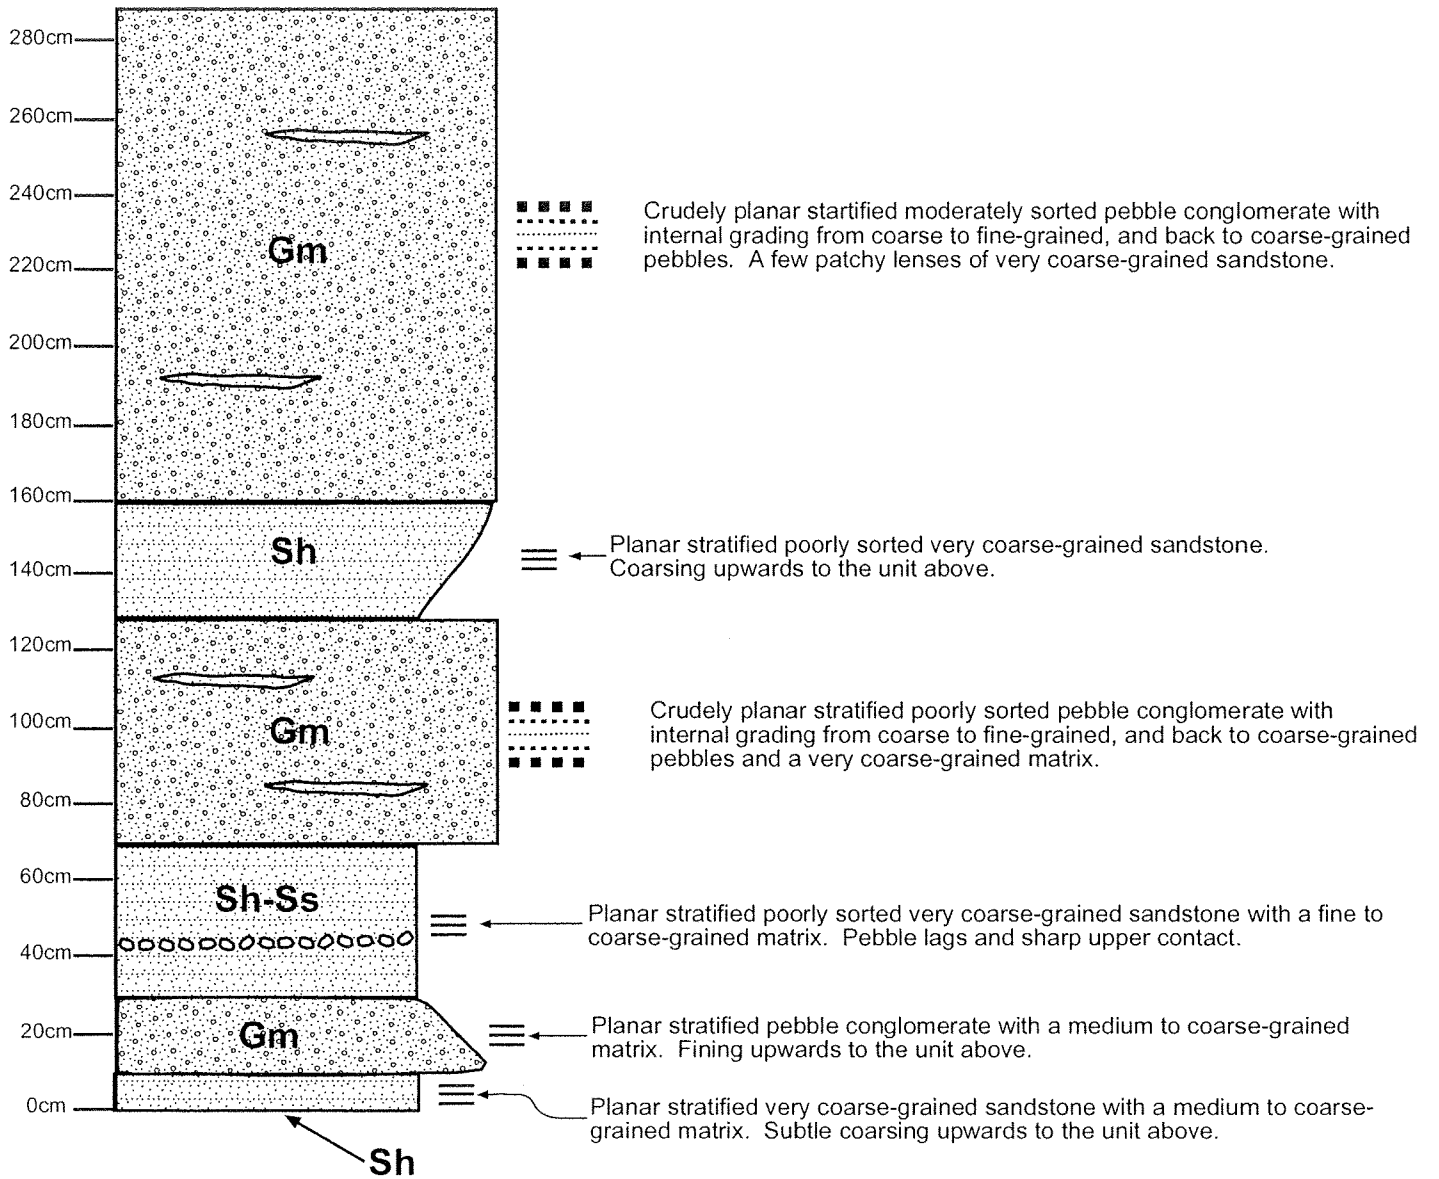 280cm
260cm
240cm
Crudely planar startified moderately sorted pebble conglomerate with
internal grading from coarse to fine-grained, and back to coarse-grained
pebbles. A few patchy lenses of very coarse-grained sandstone.
Gm
220cm
200cm
180cm
160cm
Sh
Planar stratified poorly sorted very coarse-grained sandstone.
Coarsing upwards to the unit above.
140cm
120cm
100cm
Gm
Crudely planar stratified poorly sorted pebble conglomerate with
internal grading from coarse to fine-grained, and back to coarse-grained
pebbles and a very coarse-grained matrix.
80cm
60cm
Sh-Ss
Planar stratified poorly sorted very coarse-grained sandstone with a fine to
coarse-grained matrix. Pebble lags and sharp upper contact.
40cm
20cm
Gm
Planar stratified pebble conglomerate with a medium to coarse-grained
matrix. Fining upwards to the unit above.
0cm
Planar stratified very coarse-grained sandstone with a medium to coarse-
grained matrix. Subtle coarsing upwards to the unit above.
Sh